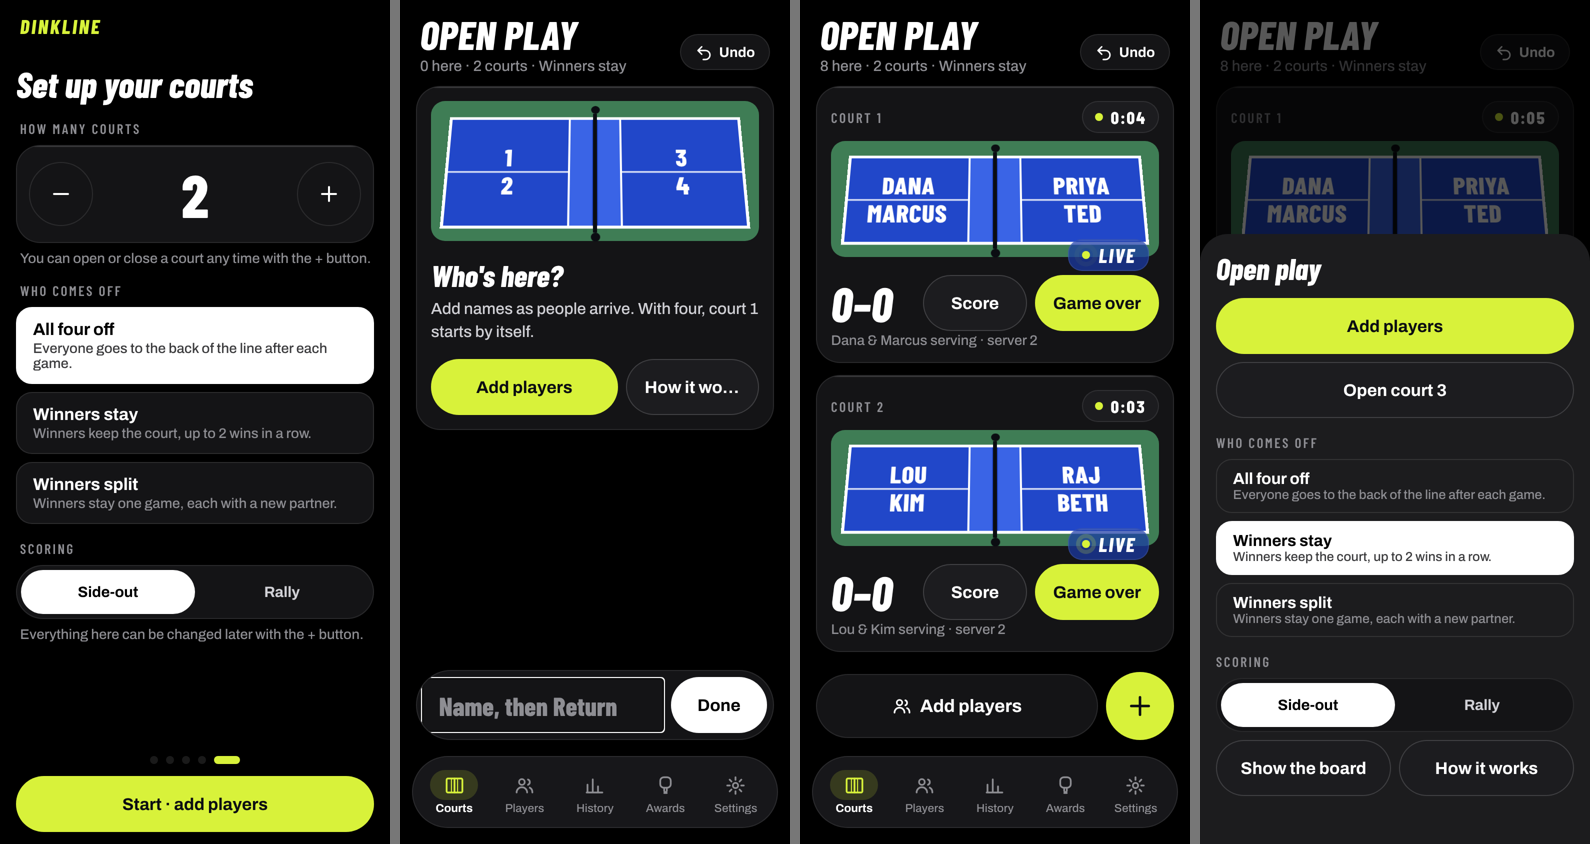 DINKLINE
Set up your courts
HOW MANY COURTS
− 2 +
You can open or close a court any time with the + button.
WHO COMES OFF
All four off
Everyone goes to the back of the line after each
game.
Winners stay
Winners keep the court, up to 2 wins in a row.
Winners split
Winners stay one game, each with a new partner.
SCORING
Side-out Rally
Everything here can be changed later with the + button.
Start · add players
OPEN PLAY
0 here · 2 courts · Winners stay
Undo
1 3
2 4
Who's here?
Add names as people arrive. With four, court 1
starts by itself.
Add players How it wo...
Name, then Return Done
Courts Players History Awards Settings
OPEN PLAY
8 here · 2 courts · Winners stay
Undo
COURT 1 0:04
DANA PRIYA
MARCUS TED
LIVE
0–0 Score Game over
Dana & Marcus serving · server 2
COURT 2 0:03
LOU RAJ
KIM BETH
LIVE
0–0 Score Game over
Lou & Kim serving · server 2
Add players +
Courts Players History Awards Settings
OPEN PLAY
8 here · 2 courts · Winners stay
Undo
COURT 1 0:05
DANA PRIYA
MARCUS TED
Open play
Add players
Open court 3
WHO COMES OFF
All four off
Everyone goes to the back of the line after each game.
Winners stay
Winners keep the court, up to 2 wins in a row.
Winners split
Winners stay one game, each with a new partner.
SCORING
Side-out Rally
Show the board How it works